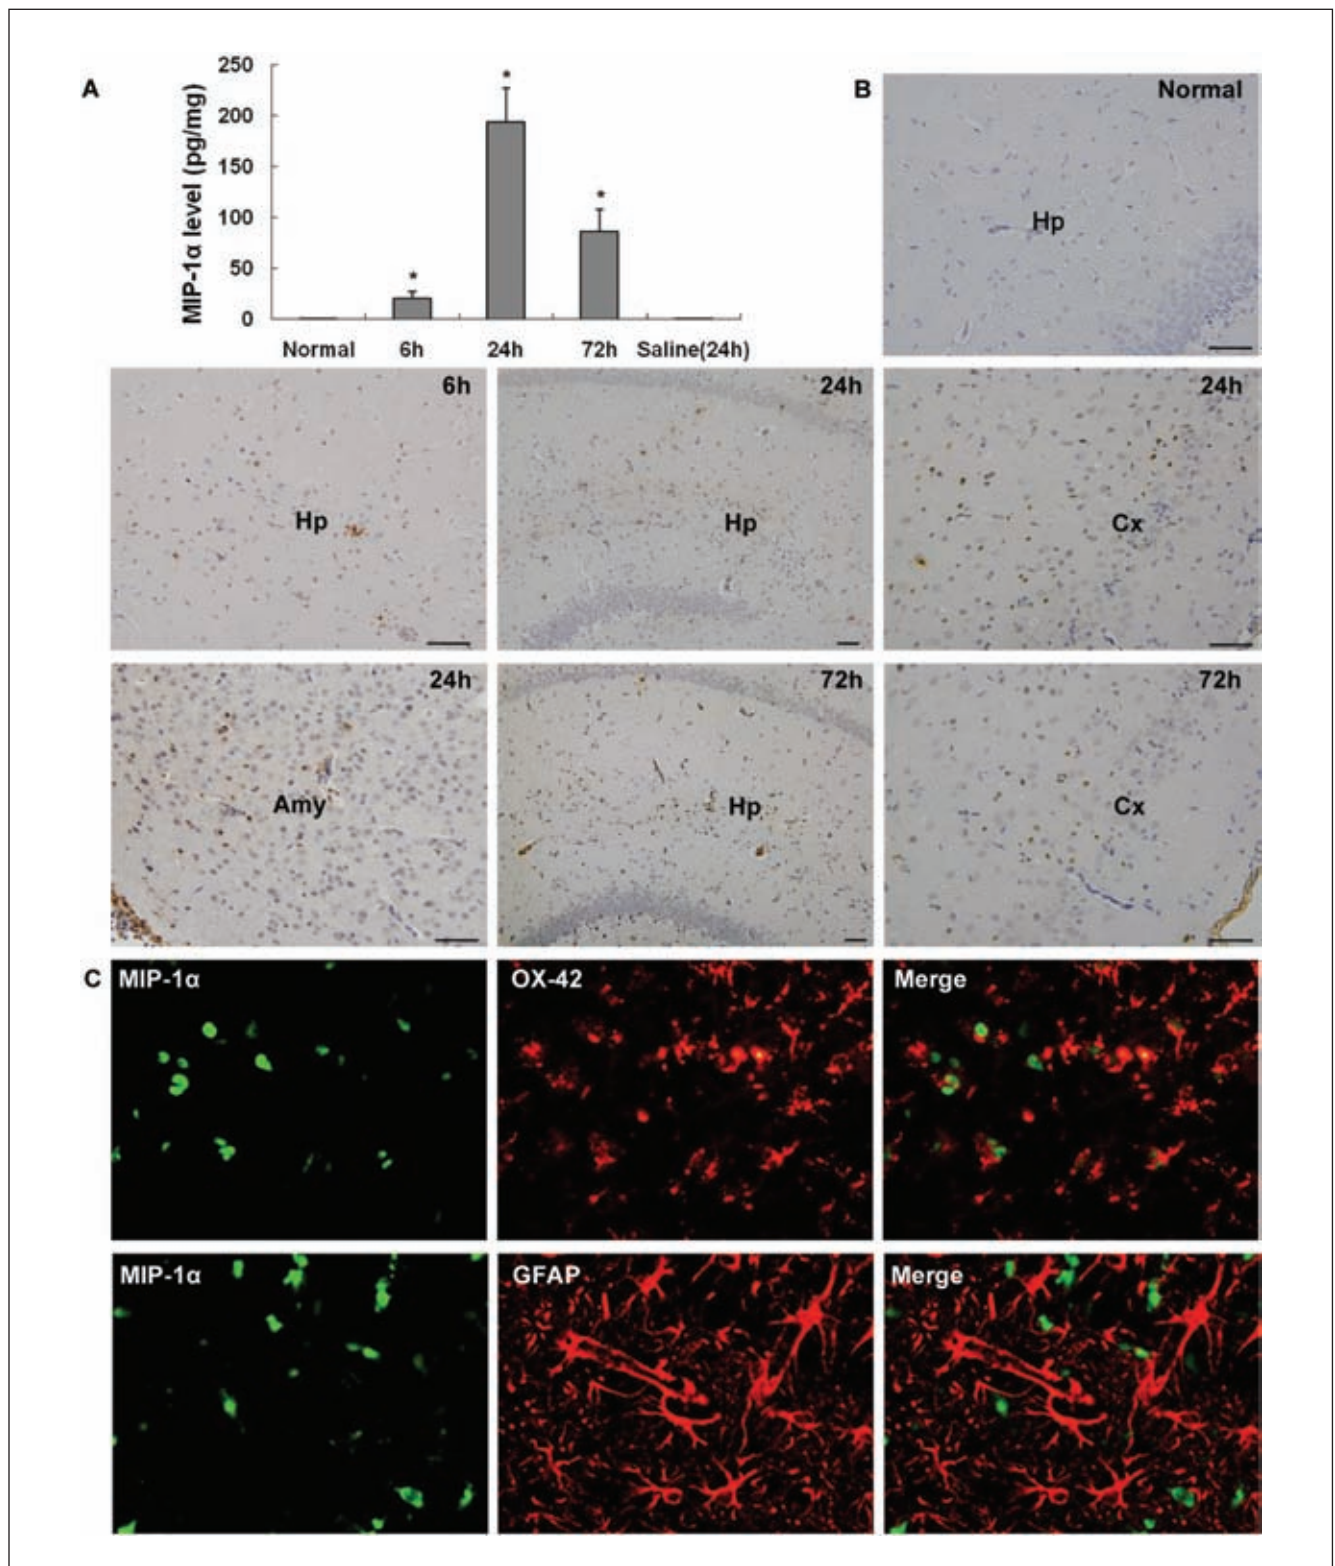 A
MIP-1α level (pg/mg)
250
200
150
100
50
0
*
*
*
Normal 6h 24h 72h Saline(24h)
B
Normal
Hp
6h
Hp
24h
Hp
24h
Cx
24h
Amy
72h
Hp
72h
Cx
C
MIP-1α
OX-42
Merge
MIP-1α
GFAP
Merge